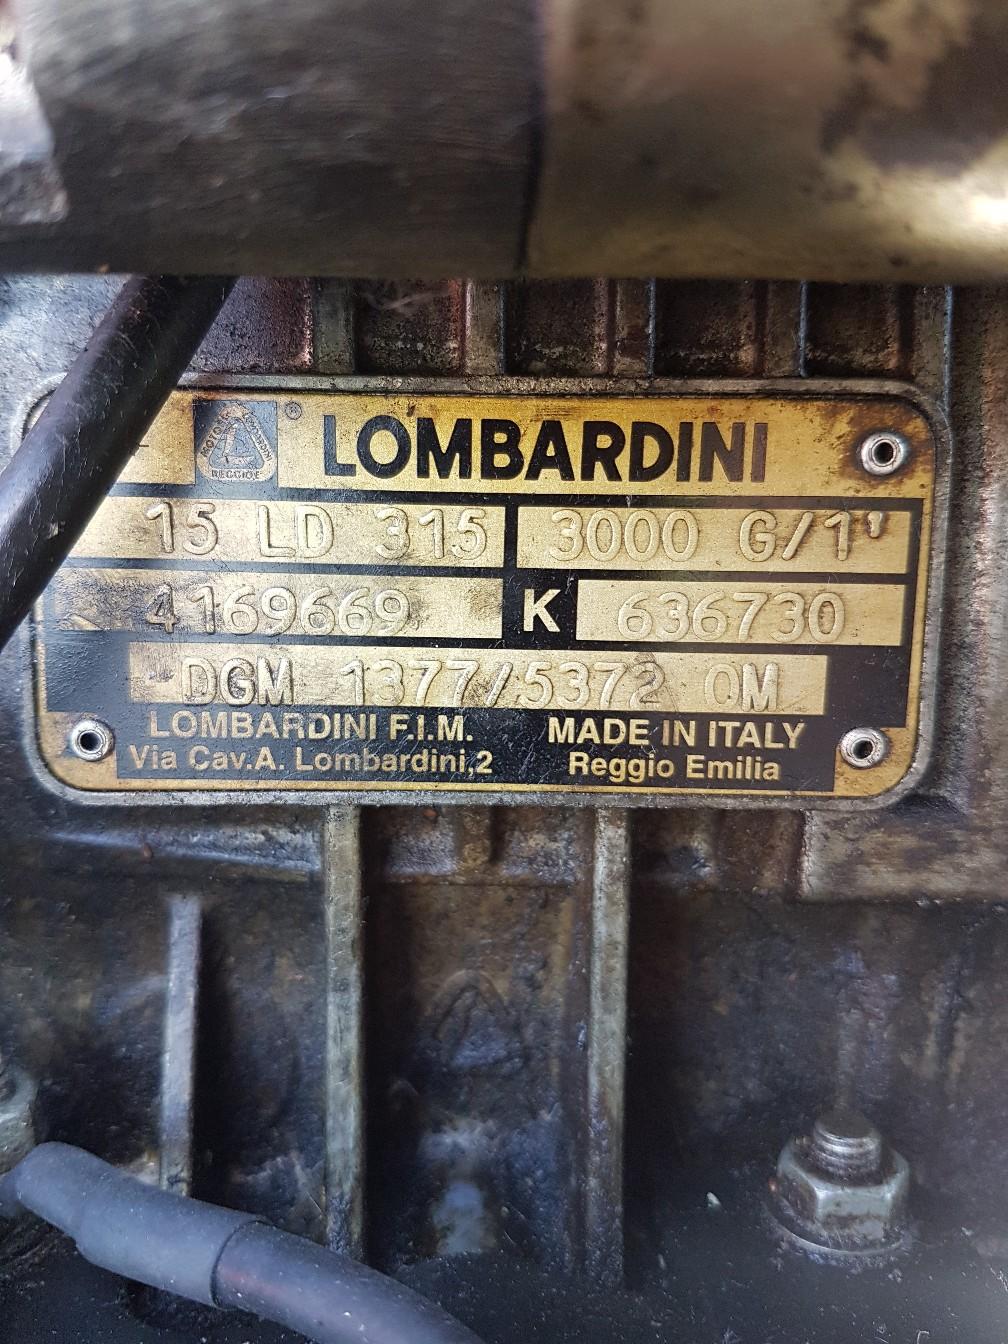 ® LOMBARDINI
15 LD 315 3000 G/1'
4169669 K 636730
DGM 1377/5372 OM
LOMBARDINI F.I.M. MADE IN ITALY
Via Cav.A. Lombardini,2 Reggio Emilia